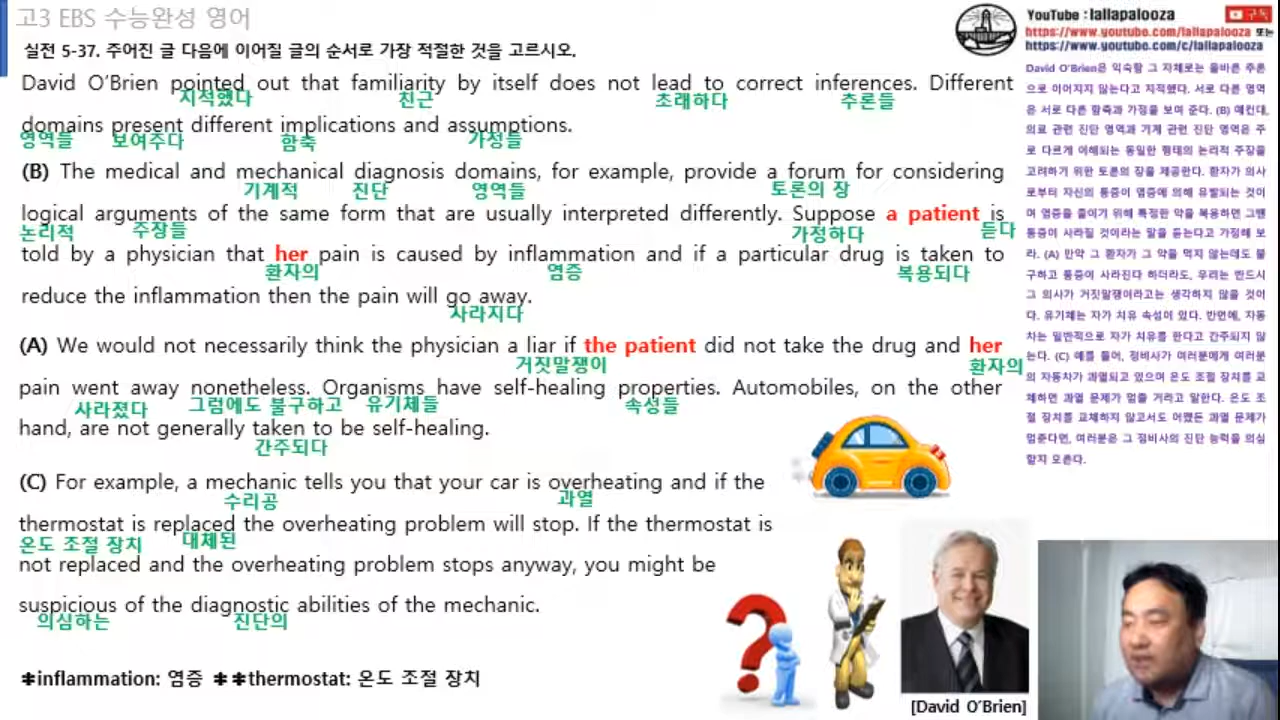 고3 EBS 수능완성 영어
실전 5-37. 주어진 글 다음에 이어질 글의 순서로 가장 적절한 것을 고르시오.
David O'Brien pointed out that familiarity by itself does not lead to correct inferences. Different
지적했다 친근 초래하다 추론들
domains present different implications and assumptions.
영역들 보여주다 함축 가정들
(B) The medical and mechanical diagnosis domains, for example, provide a forum for considering
기계적 진단 영역들 토론의 장
logical arguments of the same form that are usually interpreted differently. Suppose a patient is
논리적 주장들 가정하다 듣다
told by a physician that her pain is caused by inflammation and if a particular drug is taken to
환자의 염증 복용되다
reduce the inflammation then the pain will go away.
사라지다
(A) We would not necessarily think the physician a liar if the patient did not take the drug and her
거짓말쟁이 환자의
pain went away nonetheless. Organisms have self-healing properties. Automobiles, on the other
사라졌다 그럼에도 불구하고 유기체들 속성들
hand, are not generally taken to be self-healing.
간주되다
(C) For example, a mechanic tells you that your car is overheating and if the
수리공 과열
thermostat is replaced the overheating problem will stop. If the thermostat is
온도 조절 장치 대체된
not replaced and the overheating problem stops anyway, you might be
suspicious of the diagnostic abilities of the mechanic.
의심하는 진단의
✱inflammation: 염증 ✱✱thermostat: 온도 조절 장치
YouTube : lallapalooza 구독
https://www.youtube.com/lallapalooza 또는
https://www.youtube.com/c/lallapalooza
David O'Brien은 익숙함 그 자체로는 올바른 추론
으로 이어지지 않는다고 지적했다. 서로 다른 영역
은 서로 다른 함축과 가정을 보여 준다. (B) 예컨대,
의료 관련 진단 영역과 기계 관련 진단 영역은 주
로 다르게 이해되는 동일한 형태의 논리적 주장을
고려하기 위한 토론의 장을 제공한다. 환자가 의사
로부터 자신의 통증이 염증에 의해 유발되는 것이
며 염증을 줄이기 위해 특정한 약을 복용하면 그땐
통증이 사라질 것이라는 말을 듣는다고 가정해 보
라. (A) 만약 그 환자가 그 약을 먹지 않는데도 불
구하고 통증이 사라진다 하더라도, 우리는 반드시
그 의사가 거짓말쟁이라고는 생각하지 않을 것이
다. 유기체는 자가 치유 속성이 있다. 반면에, 자동
차는 일반적으로 자가 치유를 한다고 간주되지 않
는다. (C) 예를 들어, 정비사가 여러분에게 여러분
의 자동차가 과열되고 있으며 온도 조절 장치를 교
체하면 과열 문제가 멈출 거라고 말한다. 온도 조
절 장치를 교체하지 않고서도 어쨌든 과열 문제가
멈춘다면, 여러분은 그 정비사의 진단 능력을 의심
할지 모른다.
[David O'Brien]